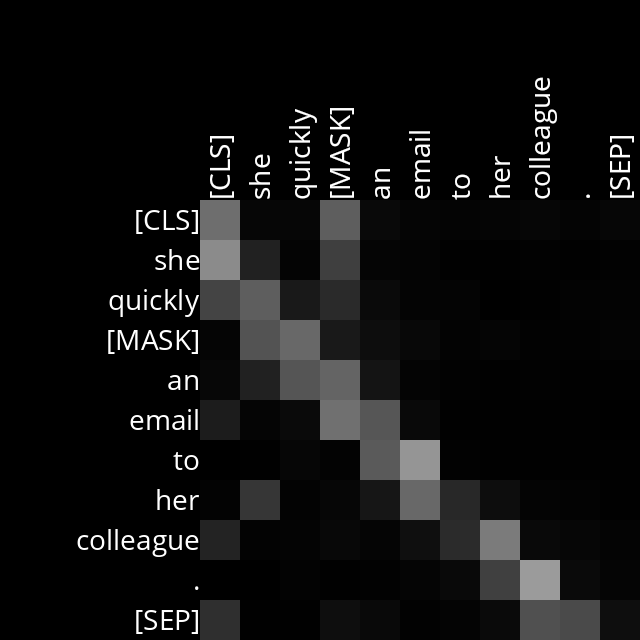 [CLS] she quickly [MASK] an email to her colleague . [SEP]
[CLS]
she
quickly
[MASK]
an
email
to
her
colleague
.
[SEP]